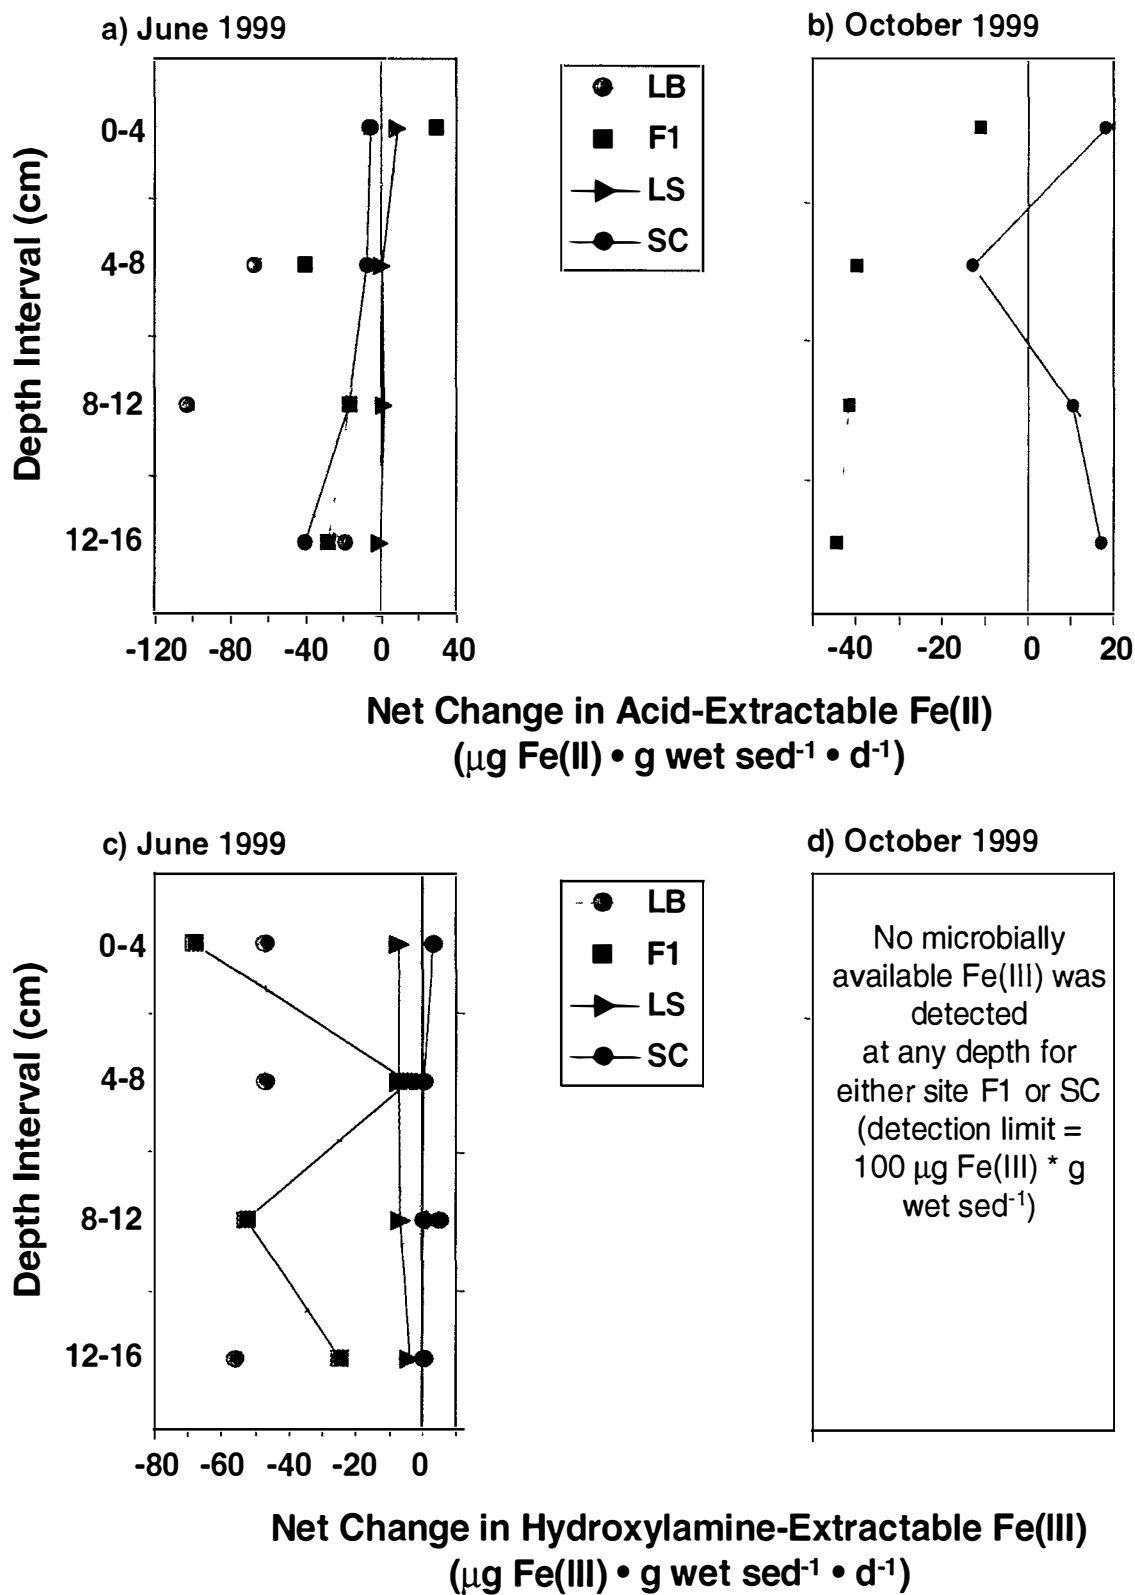 a) June 1999
b) October 1999
LB
F1
LS
SC
Depth Interval (cm)
0-4
4-8
8-12
12-16
-120 -80 -40 0 40
-40 -20 0 20
Net Change in Acid-Extractable Fe(II)
(μg Fe(II) • g wet sed⁻¹ • d⁻¹)
c) June 1999
d) October 1999
LB
F1
LS
SC
Depth Interval (cm)
0-4
4-8
8-12
12-16
-80 -60 -40 -20 0
No microbially
available Fe(III) was
detected
at any depth for
either site F1 or SC
(detection limit =
100 μg Fe(III) * g
wet sed⁻¹)
Net Change in Hydroxylamine-Extractable Fe(III)
(μg Fe(III) • g wet sed⁻¹ • d⁻¹)